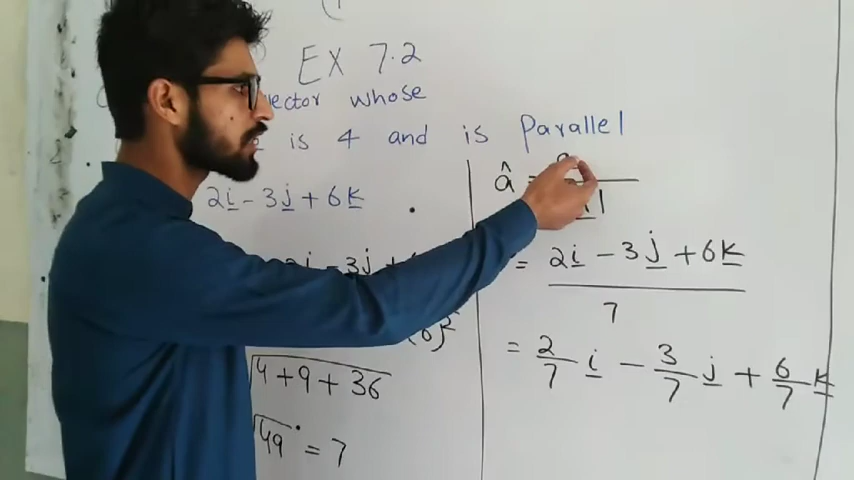 EX 7.2
vector whose
is 4 and is Parallel
2i - 3j + 6k
2i - 3j +
√4+9+36
√49 = 7
â =
= 2i - 3j + 6k / 7
= 2/7 i - 3/7 j + 6/7 k